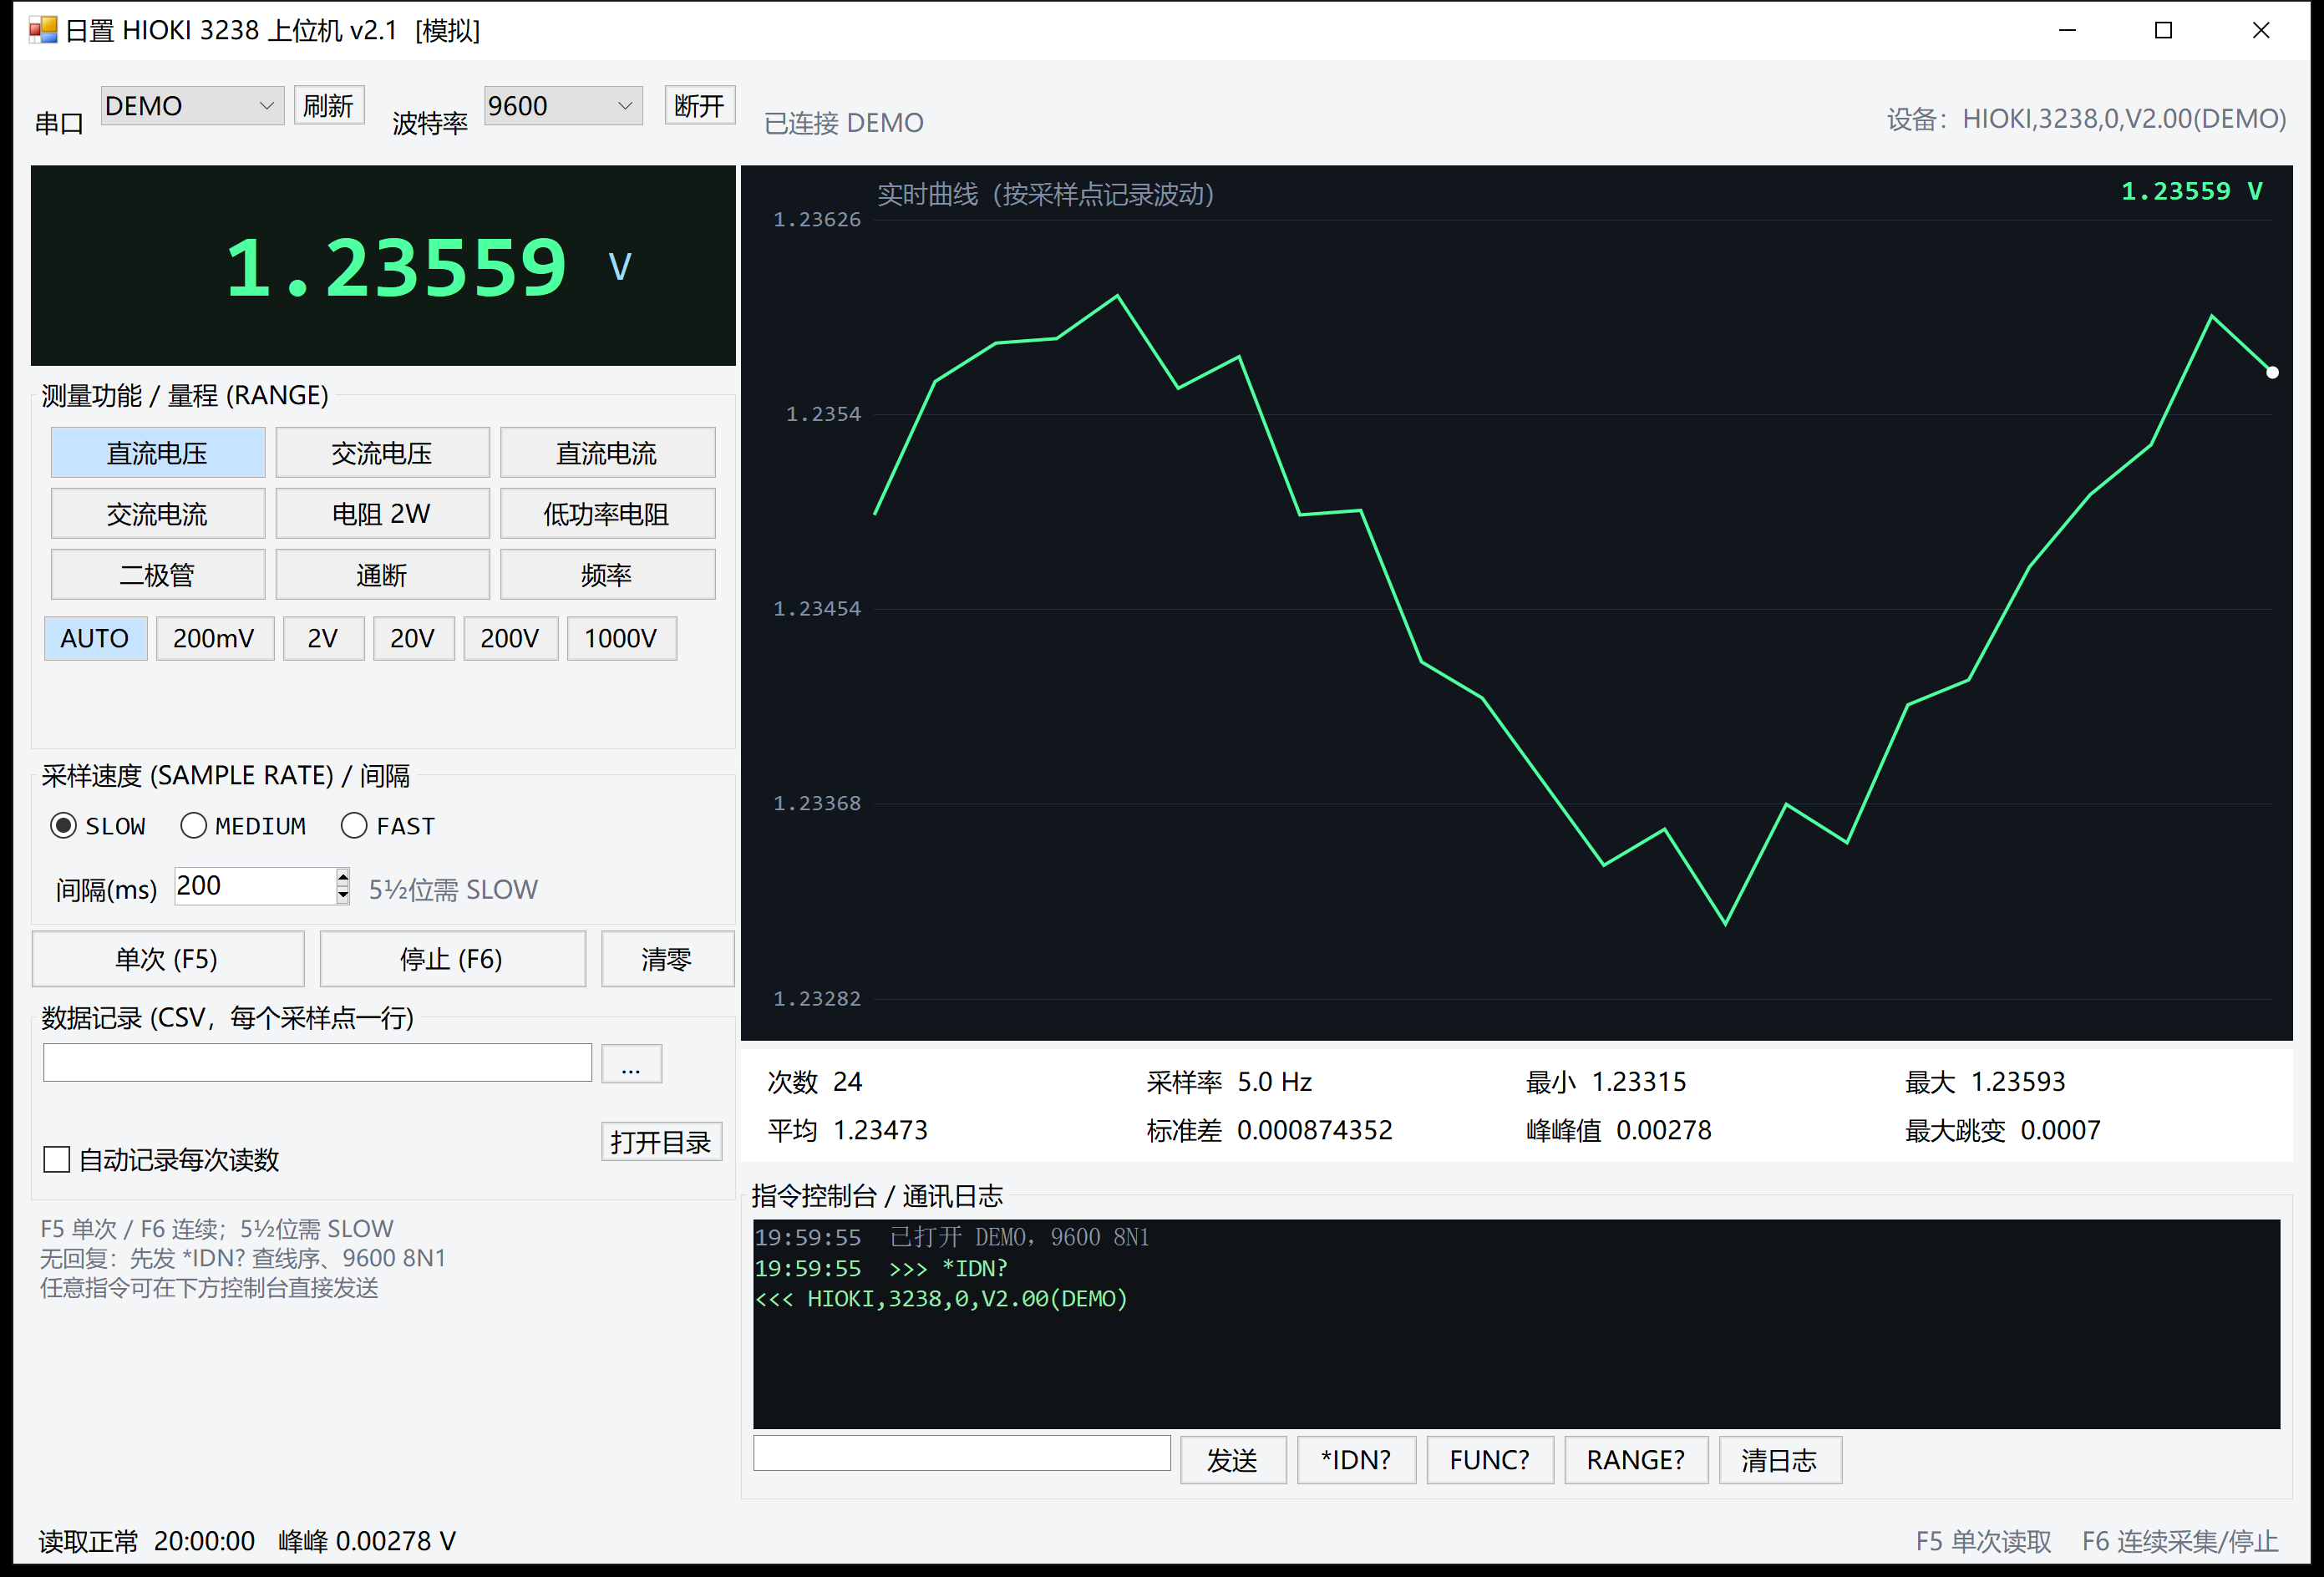 日置 HIOKI 3238 上位机 v2.1 [模拟]
串口 DEMO 刷新 波特率 9600 断开 已连接 DEMO 设备：HIOKI,3238,0,V2.00(DEMO)
1.23559 V
测量功能 / 量程 (RANGE)
直流电压 交流电压 直流电流
交流电流 电阻 2W 低功率电阻
二极管 通断 频率
AUTO 200mV 2V 20V 200V 1000V
采样速度 (SAMPLE RATE) / 间隔
SLOW MEDIUM FAST
间隔(ms) 200 5½位需 SLOW
单次 (F5) 停止 (F6) 清零
数据记录 (CSV，每个采样点一行)
...
打开目录
自动记录每次读数
F5 单次 / F6 连续；5½位需 SLOW
无回复：先发 *IDN? 查线序、9600 8N1
任意指令可在下方控制台直接发送
实时曲线（按采样点记录波动） 1.23559 V
1.23626
1.2354
1.23454
1.23368
1.23282
次数 24 采样率 5.0 Hz 最小 1.23315 最大 1.23593
平均 1.23473 标准差 0.000874352 峰峰值 0.00278 最大跳变 0.0007
指令控制台 / 通讯日志
19:59:55 已打开 DEMO，9600 8N1
19:59:55 >>> *IDN?
<<< HIOKI,3238,0,V2.00(DEMO)
发送 *IDN? FUNC? RANGE? 清日志
读取正常 20:00:00 峰峰 0.00278 V F5 单次读取 F6 连续采集/停止